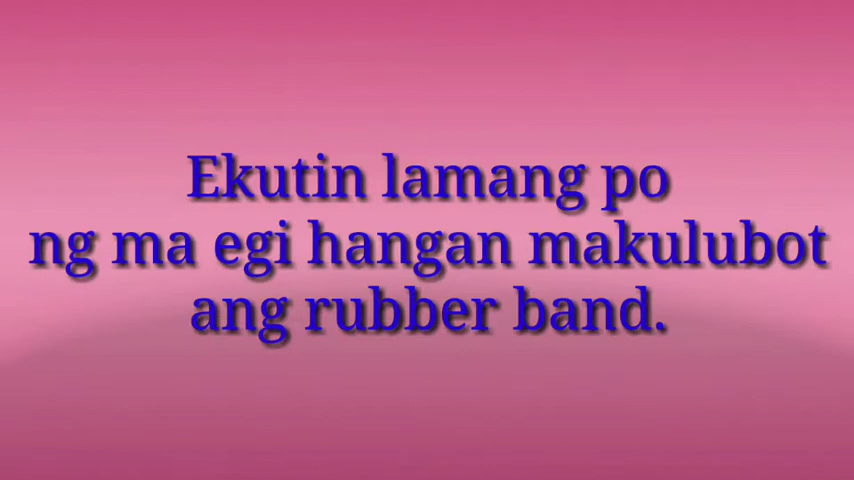 Ekutin lamang po
ng ma egi hangan makulubot
ang rubber band.